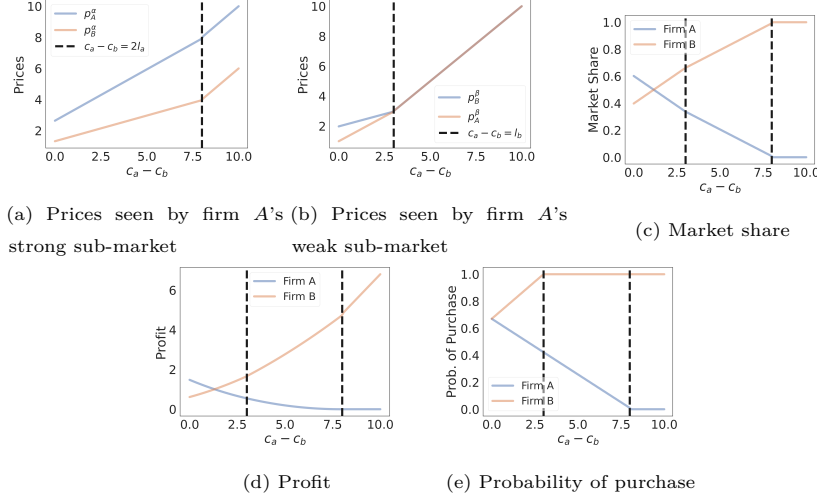 10
8
6
4
2
Prices
p_A^α
p_B^α
c_a − c_b = 2l_a
0.0 2.5 5.0 7.5 10.0
c_a − c_b
(a) Prices seen by firm A's
strong sub-market
10
8
6
4
2
Prices
p_B^β
p_A^β
c_a − c_b = l_b
0.0 2.5 5.0 7.5 10.0
c_a − c_b
(b) Prices seen by firm A's
weak sub-market
1.0
0.8
0.6
0.4
0.2
0.0
Market Share
Firm A
Firm B
0.0 2.5 5.0 7.5 10.0
c_a − c_b
(c) Market share
6
4
2
0
Profit
Firm A
Firm B
0.0 2.5 5.0 7.5 10.0
c_a − c_b
(d) Profit
1.0
0.8
0.6
0.4
0.2
0.0
Prob. of Purchase
Firm A
Firm B
0.0 2.5 5.0 7.5 10.0
c_a − c_b
(e) Probability of purchase